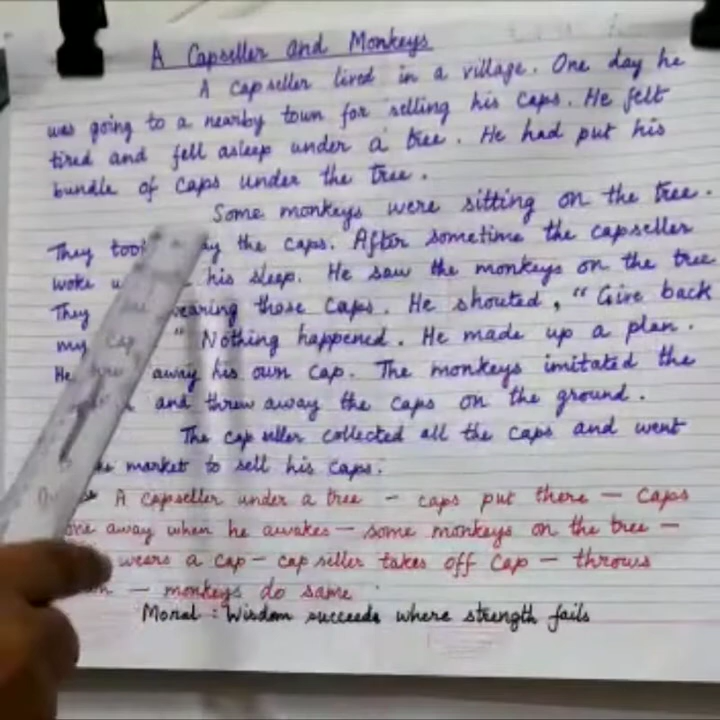 A Capseller and Monkeys
A capseller lived in a village. One day he
was going to a nearby town for selling his caps. He felt
tired and fell asleep under a tree. He had put his
bundle of caps under the tree.
Some monkeys were sitting on the tree.
They took the caps. After sometime the capseller
woke his sleep. He saw the monkeys on the tree
They wearing those caps. He shouted, "Give back
my cap " Nothing happened. He made up a plan.
He away his own cap. The monkeys imitated the
and threw away the caps on the ground.
The cap seller collected all the caps and went
market to sell his caps.
A capseller under a tree - caps put there - caps
away when he awakes - some monkeys on the tree -
wears a cap - cap seller takes off cap - throws
- monkeys do same
Moral : Wisdom succeeds where strength fails